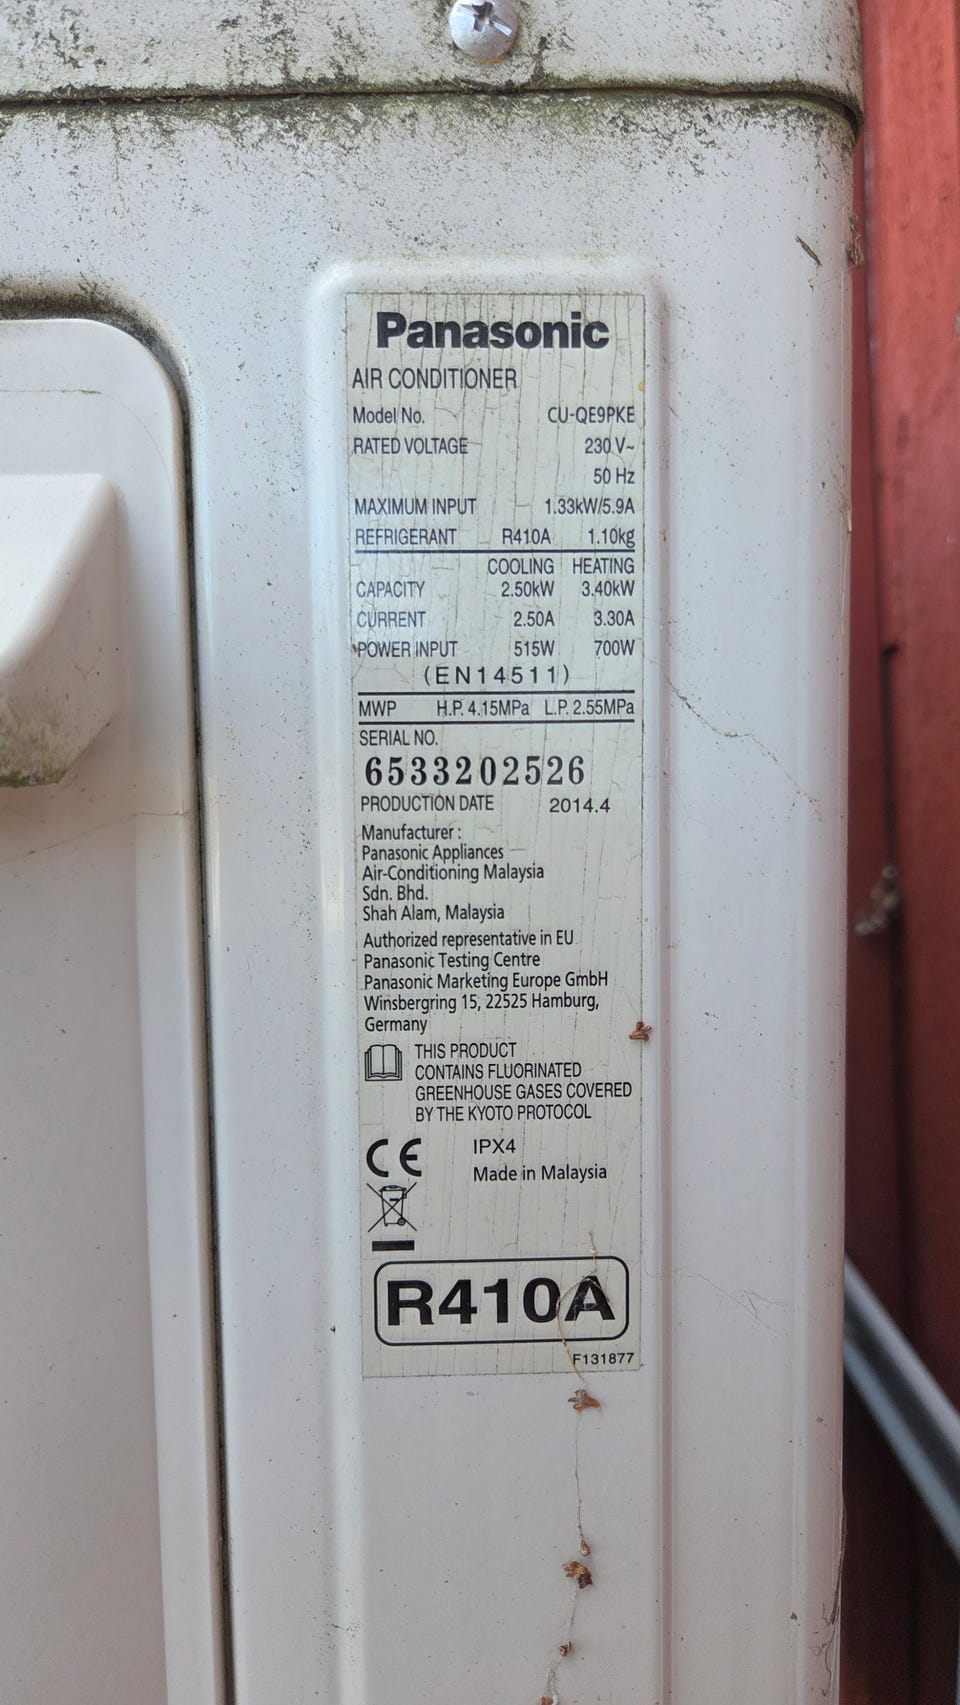 Panasonic
AIR CONDITIONER
Model No. CU-QE9PKE
RATED VOLTAGE 230 V~
50 Hz
MAXIMUM INPUT 1.33kW/5.9A
REFRIGERANT R410A 1.10kg
COOLING HEATING
CAPACITY 2.50kW 3.40kW
CURRENT 2.50A 3.30A
POWER INPUT 515W 700W
(EN14511)
MWP H.P. 4.15MPa L.P. 2.55MPa
SERIAL NO.
6533202526
PRODUCTION DATE 2014.4
Manufacturer :
Panasonic Appliances
Air-Conditioning Malaysia
Sdn. Bhd.
Shah Alam, Malaysia
Authorized representative in EU
Panasonic Testing Centre
Panasonic Marketing Europe GmbH
Winsbergring 15, 22525 Hamburg,
Germany
THIS PRODUCT
CONTAINS FLUORINATED
GREENHOUSE GASES COVERED
BY THE KYOTO PROTOCOL
CE IPX4
Made in Malaysia
R410A
F131877